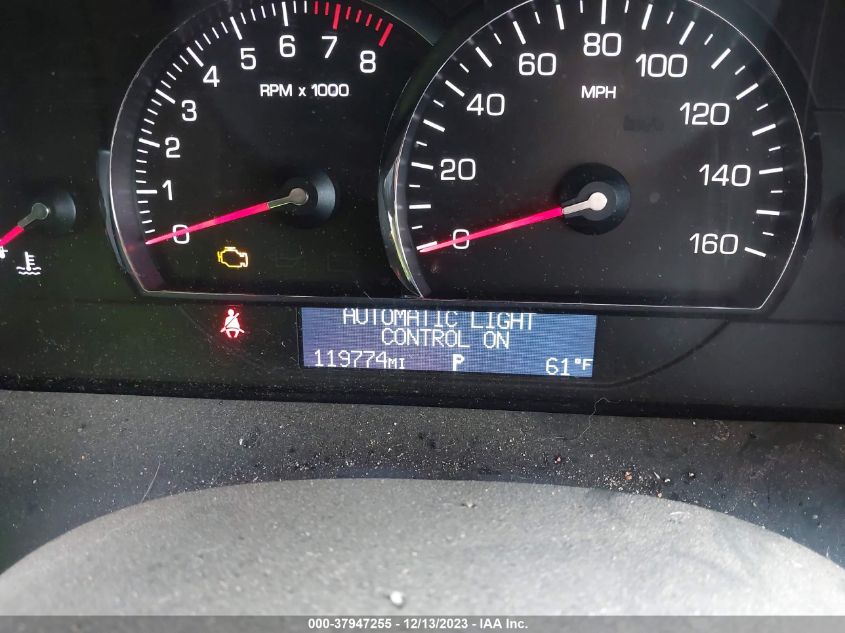 0 1 2 3 4 5 6 7 8
RPM x 1000
0 20 40 60 80 100 120 140 160
MPH
AUTOMATIC LIGHT
CONTROL ON
119774MI P 61°F
000-37947255 - 12/13/2023 - IAA Inc.